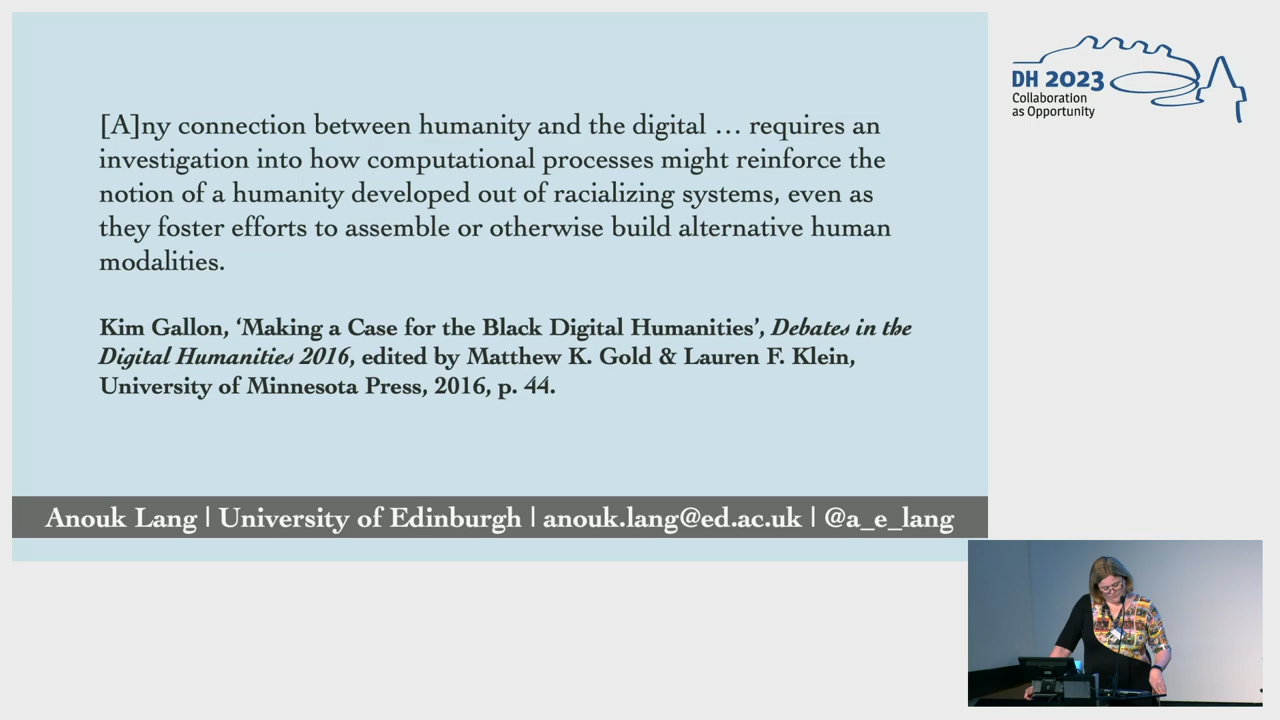 [A]ny connection between humanity and the digital … requires an
investigation into how computational processes might reinforce the
notion of a humanity developed out of racializing systems, even as
they foster efforts to assemble or otherwise build alternative human
modalities.
Kim Gallon, ‘Making a Case for the Black Digital Humanities’, Debates in the
Digital Humanities 2016, edited by Matthew K. Gold & Lauren F. Klein,
University of Minnesota Press, 2016, p. 44.
Anouk Lang | University of Edinburgh | anouk.lang@ed.ac.uk | @a_e_lang
DH 2023
Collaboration
as Opportunity